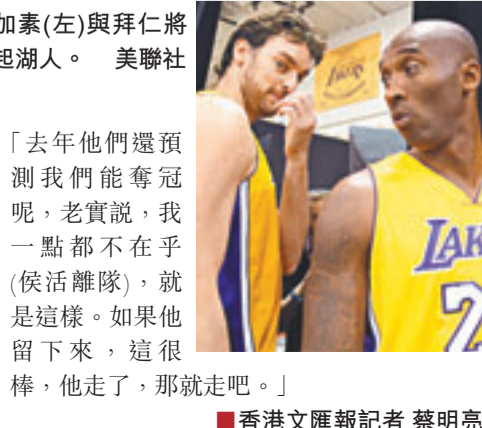 加素(左)與拜仁將
起湖人。 美聯社
「去年他們還預
測我們能奪冠
呢，老實說，我
一點都不在乎
(侯活離隊)，就
是這樣。如果他
留下來，這很
棒，他走了，那就走吧。」
■香港文匯報記者 蔡明亮
LAKERS
LAK
2